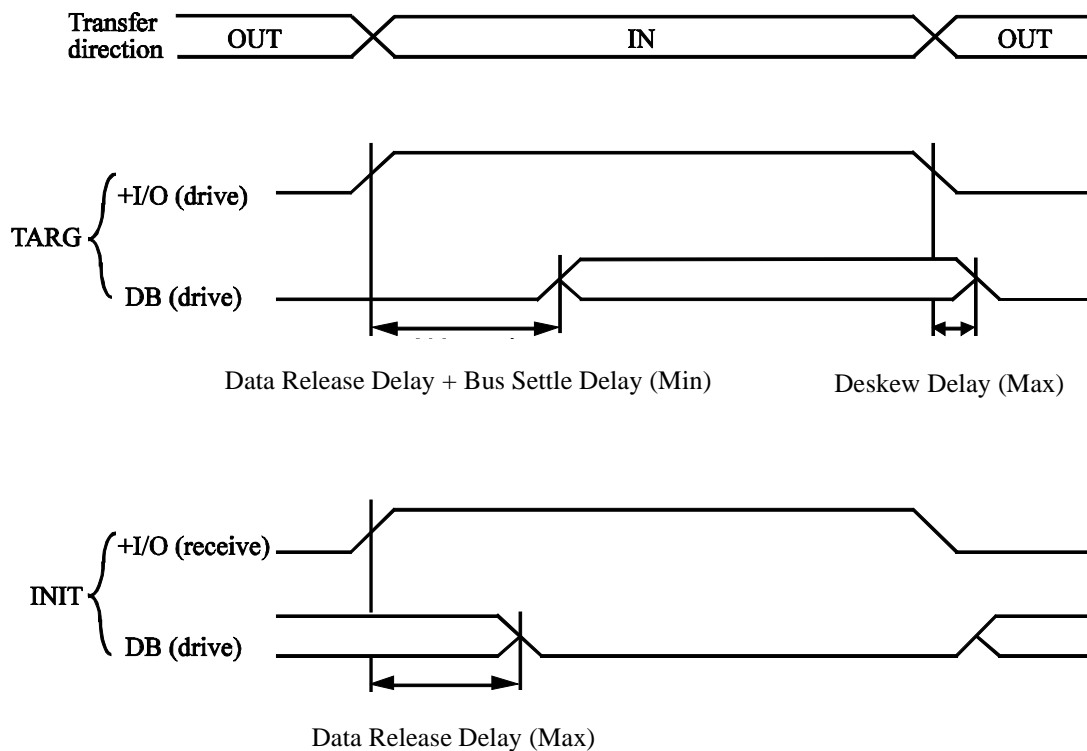 Transfer
direction
OUT
IN
OUT
+I/O (drive)
TARG
DB (drive)
Data Release Delay + Bus Settle Delay (Min)
Deskew Delay (Max)
+I/O (receive)
INIT
DB (drive)
Data Release Delay (Max)